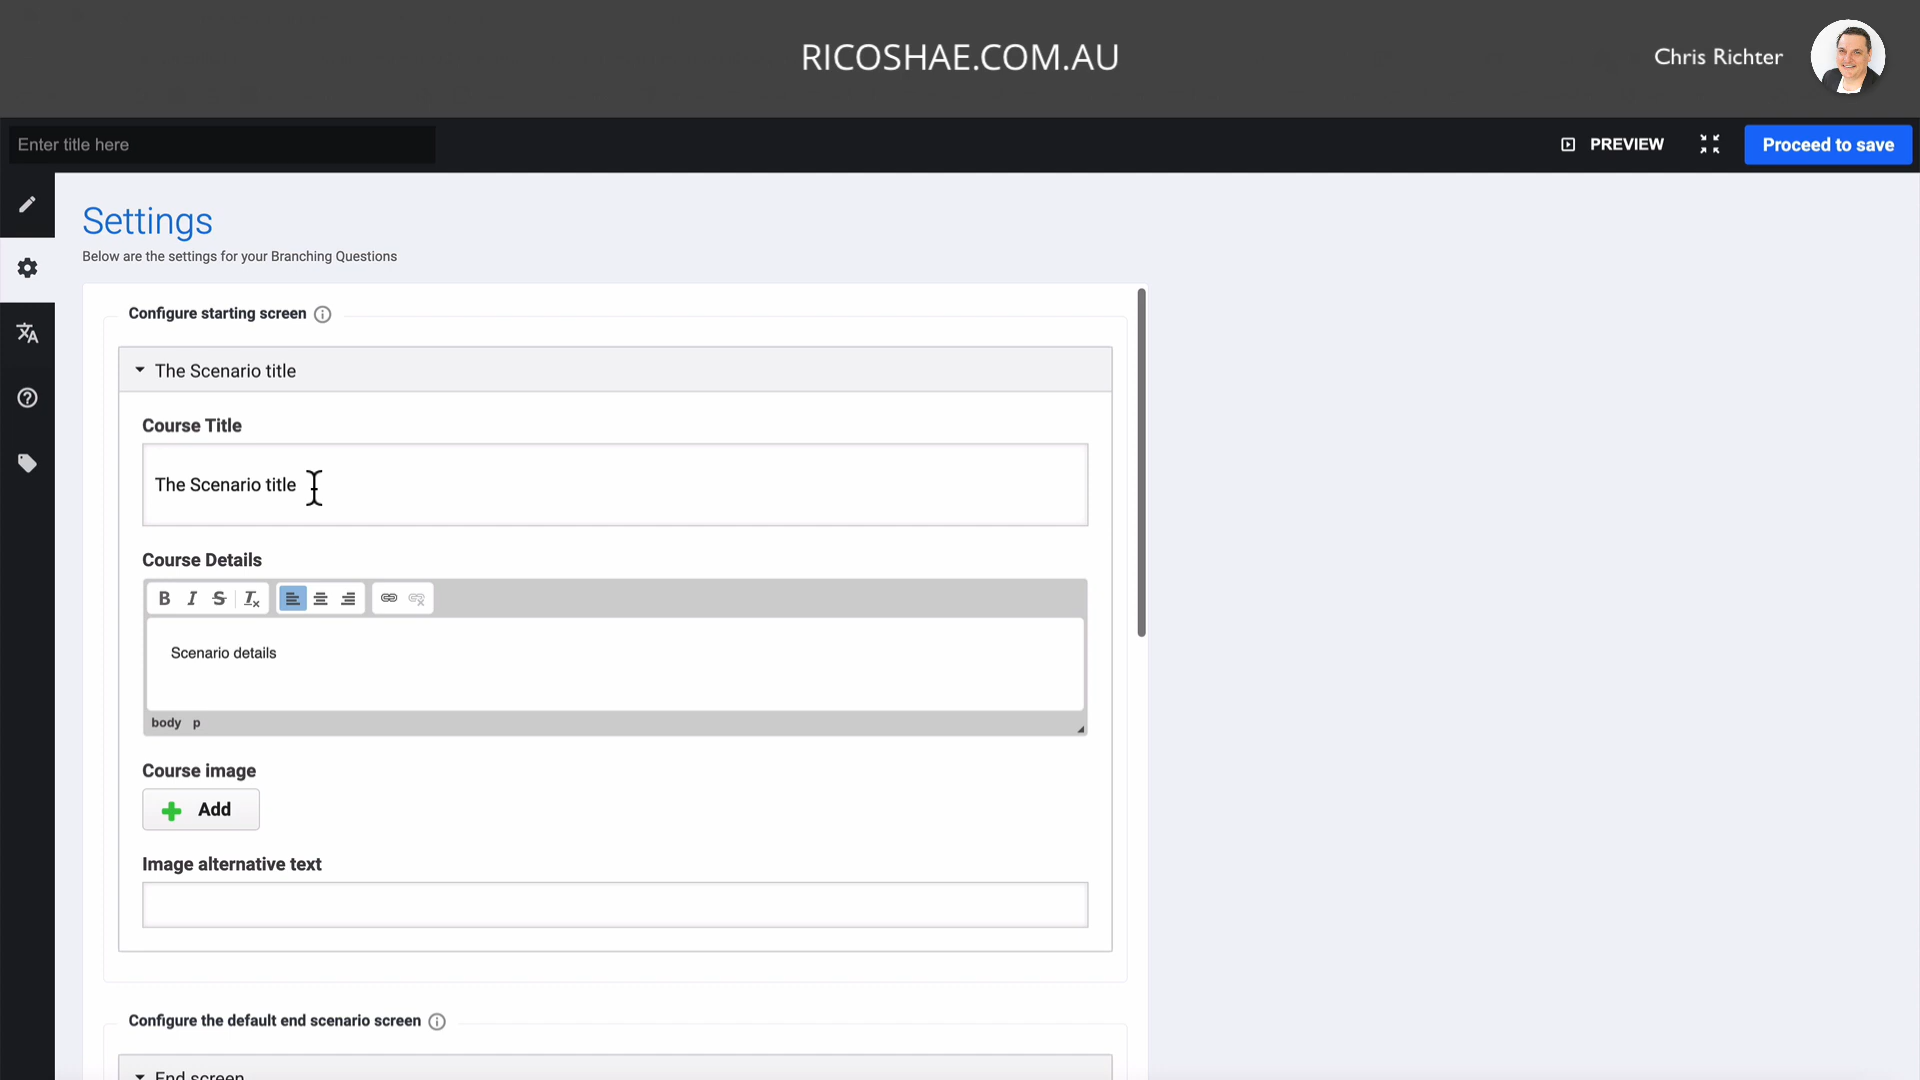 RICOSHAE.COM.AU
Chris Richter
Enter title here
PREVIEW
Proceed to save
Settings
Below are the settings for your Branching Questions
Configure starting screen
The Scenario title
Course Title
The Scenario title
Course Details
Scenario details
body p
Course image
Add
Image alternative text
Configure the default end scenario screen
End screen